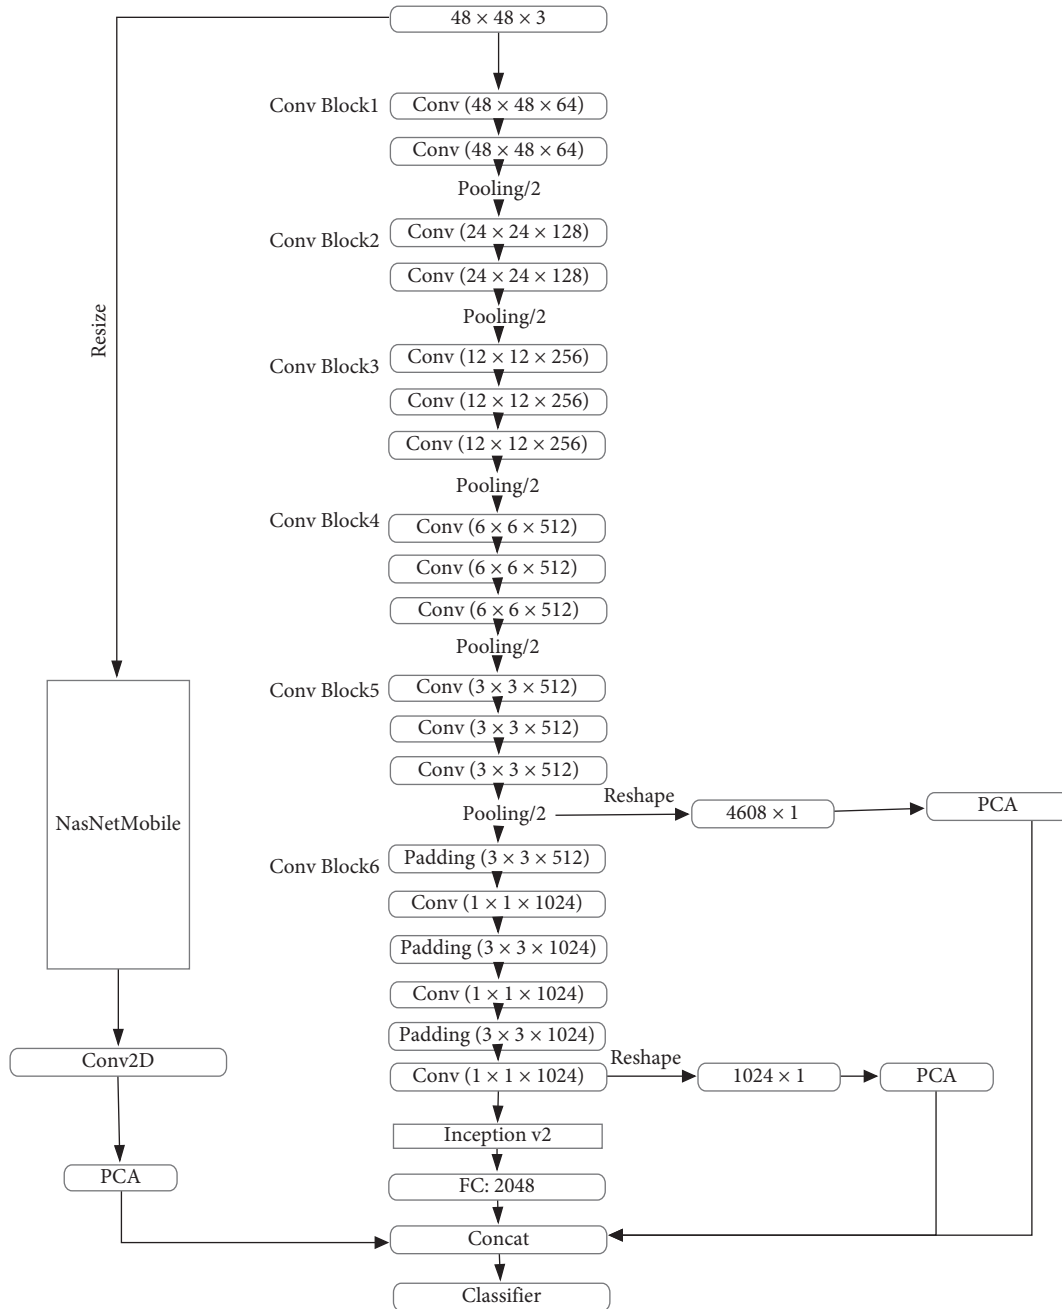 48 × 48 × 3
Conv Block1
Conv (48 × 48 × 64)
Conv (48 × 48 × 64)
Pooling/2
Conv Block2
Conv (24 × 24 × 128)
Conv (24 × 24 × 128)
Pooling/2
Resize
Conv Block3
Conv (12 × 12 × 256)
Conv (12 × 12 × 256)
Conv (12 × 12 × 256)
Pooling/2
Conv Block4
Conv (6 × 6 × 512)
Conv (6 × 6 × 512)
Conv (6 × 6 × 512)
Pooling/2
Conv Block5
Conv (3 × 3 × 512)
Conv (3 × 3 × 512)
Conv (3 × 3 × 512)
Pooling/2
Reshape
4608 × 1
PCA
NasNetMobile
Conv Block6
Padding (3 × 3 × 512)
Conv (1 × 1 × 1024)
Padding (3 × 3 × 1024)
Conv (1 × 1 × 1024)
Padding (3 × 3 × 1024)
Conv (1 × 1 × 1024)
Reshape
1024 × 1
PCA
Conv2D
Inception v2
PCA
FC: 2048
Concat
Classifier